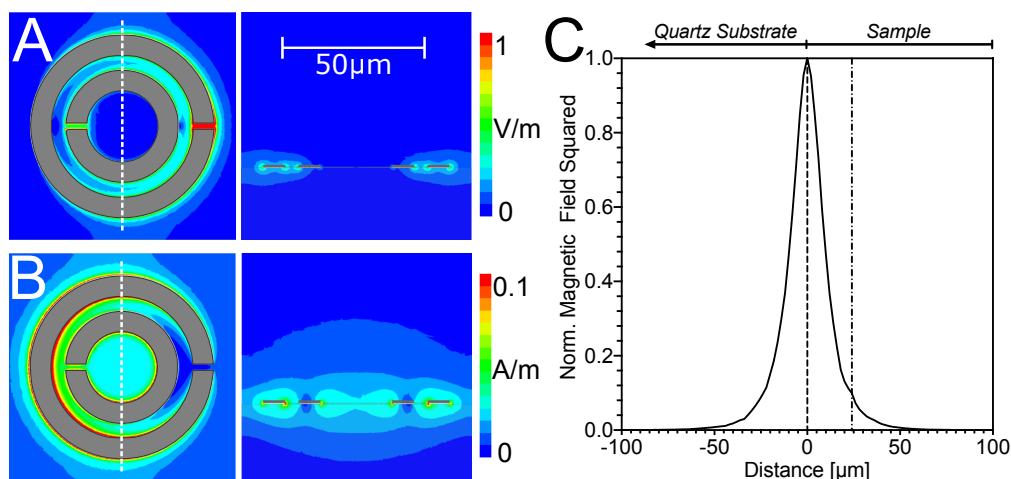 A
50µm
1
V/m
0
B
0.1
A/m
0
C
Quartz Substrate
Sample
Norm. Magnetic Field Squared
1.0
0.8
0.6
0.4
0.2
0.0
-100
-50
0
50
100
Distance [µm]